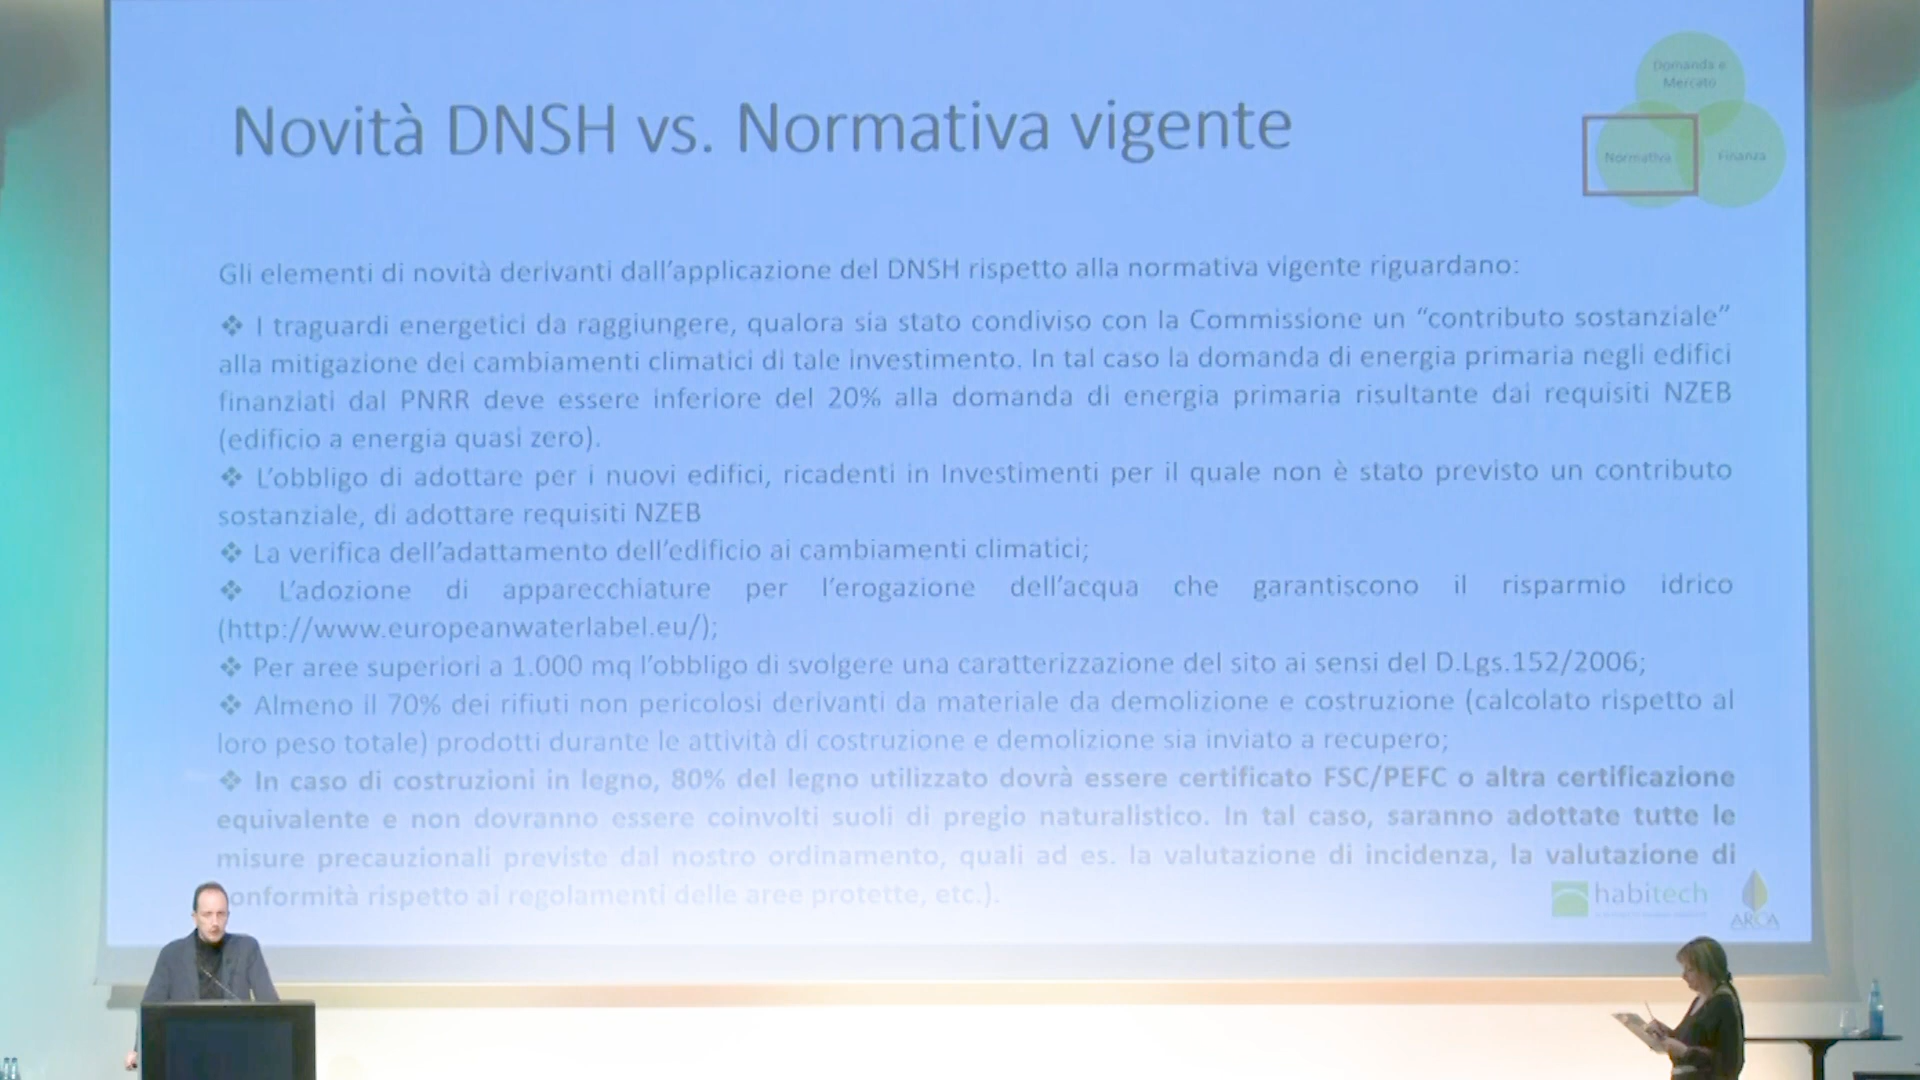 Domanda e
Mercato
Novità DNSH vs. Normativa vigente
Normativa
Finanza
Gli elementi di novità derivanti dall'applicazione del DNSH rispetto alla normativa vigente riguardano:
❖ I traguardi energetici da raggiungere, qualora sia stato condiviso con la Commissione un “contributo sostanziale”
alla mitigazione dei cambiamenti climatici di tale investimento. In tal caso la domanda di energia primaria negli edifici
finanziati dal PNRR deve essere inferiore del 20% alla domanda di energia primaria risultante dai requisiti NZEB
(edificio a energia quasi zero).
❖ L'obbligo di adottare per i nuovi edifici, ricadenti in Investimenti per il quale non è stato previsto un contributo
sostanziale, di adottare requisiti NZEB
❖ La verifica dell'adattamento dell'edificio ai cambiamenti climatici;
❖ L'adozione di apparecchiature per l'erogazione dell'acqua che garantiscono il risparmio idrico
(http://www.europeanwaterlabel.eu/);
❖ Per aree superiori a 1.000 mq l'obbligo di svolgere una caratterizzazione del sito ai sensi del D.Lgs.152/2006;
❖ Almeno il 70% dei rifiuti non pericolosi derivanti da materiale da demolizione e costruzione (calcolato rispetto al
loro peso totale) prodotti durante le attività di costruzione e demolizione sia inviato a recupero;
❖ In caso di costruzioni in legno, 80% del legno utilizzato dovrà essere certificato FSC/PEFC o altra certificazione
equivalente e non dovranno essere coinvolti suoli di pregio naturalistico. In tal caso, saranno adottate tutte le
misure precauzionali previste dal nostro ordinamento, quali ad es. la valutazione di incidenza, la valutazione di
onformità rispetto ai regolamenti delle aree protette, etc.).
habitech
ARCA